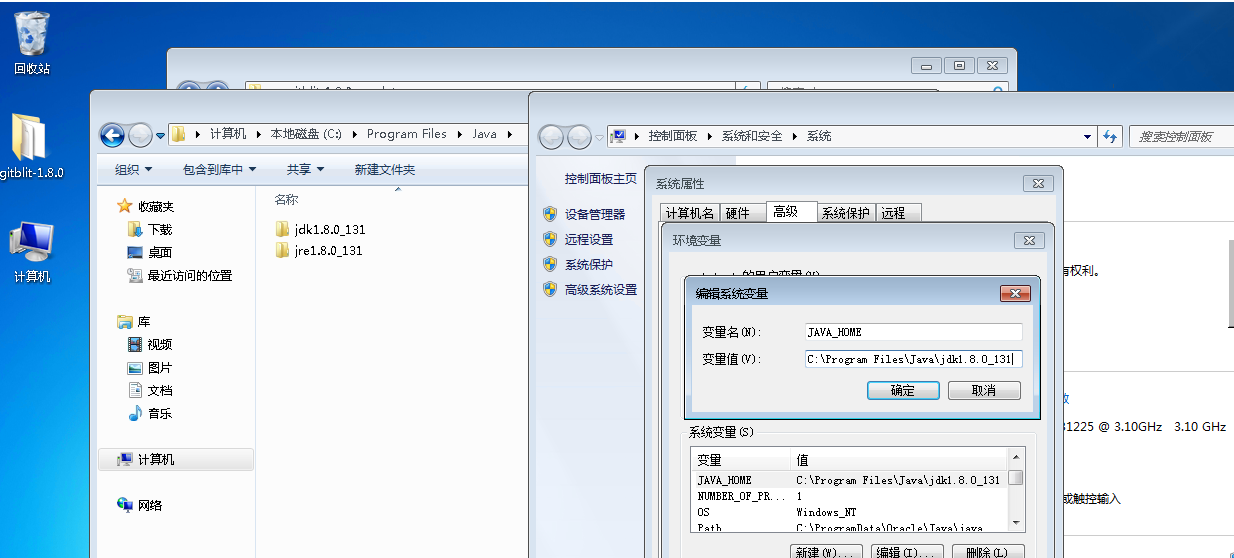 回收站
gitblit-1.8.0
计算机
计算机 本地磁盘 (C:) Program Files Java
组织 包含到库中 共享 新建文件夹
收藏夹
下载
桌面
最近访问的位置
库
视频
图片
文档
音乐
计算机
网络
名称
jdk1.8.0_131
jre1.8.0_131
控制面板 系统和安全 系统
搜索控制面板
控制面板主页
设备管理器
远程设置
系统保护
高级系统设置
系统属性
计算机名 硬件 高级 系统保护 远程
环境变量
的用户变量(U)
编辑系统变量
变量名(N): JAVA_HOME
变量值(V): C:\Program Files\Java\jdk1.8.0_131
确定 取消
系统变量(S)
变量 值
JAVA_HOME C:\Program Files\Java\jdk1.8.0_131
NUMBER_OF_PR... 1
OS Windows_NT
Path C:\ProgramData\Oracle\Java\java
新建(W)... 编辑(I)... 删除(L)
有权利。
31225 @ 3.10GHz 3.10 GHz
或触控输入